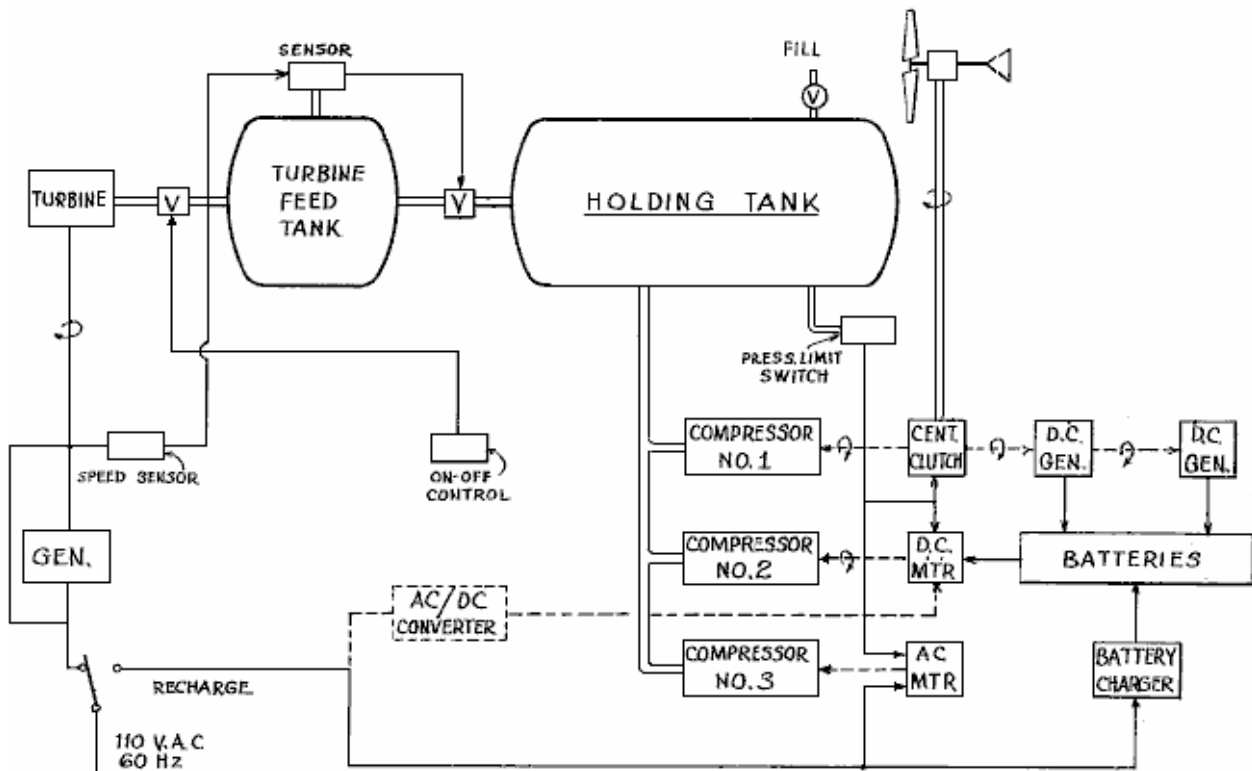 SENSOR
FILL
V
TURBINE
V
TURBINE
FEED
TANK
V
HOLDING TANK
PRESS. LIMIT
SWITCH
SPEED SENSOR
ON-OFF
CONTROL
COMPRESSOR
NO.1
CENT.
CLUTCH
D.C.
GEN.
D.C.
GEN.
GEN.
COMPRESSOR
NO.2
D.C.
MTR
BATTERIES
AC/DC
CONVERTER
COMPRESSOR
NO.3
AC
MTR
BATTERY
CHARGER
RECHARGE
110 V.A.C.
60 Hz